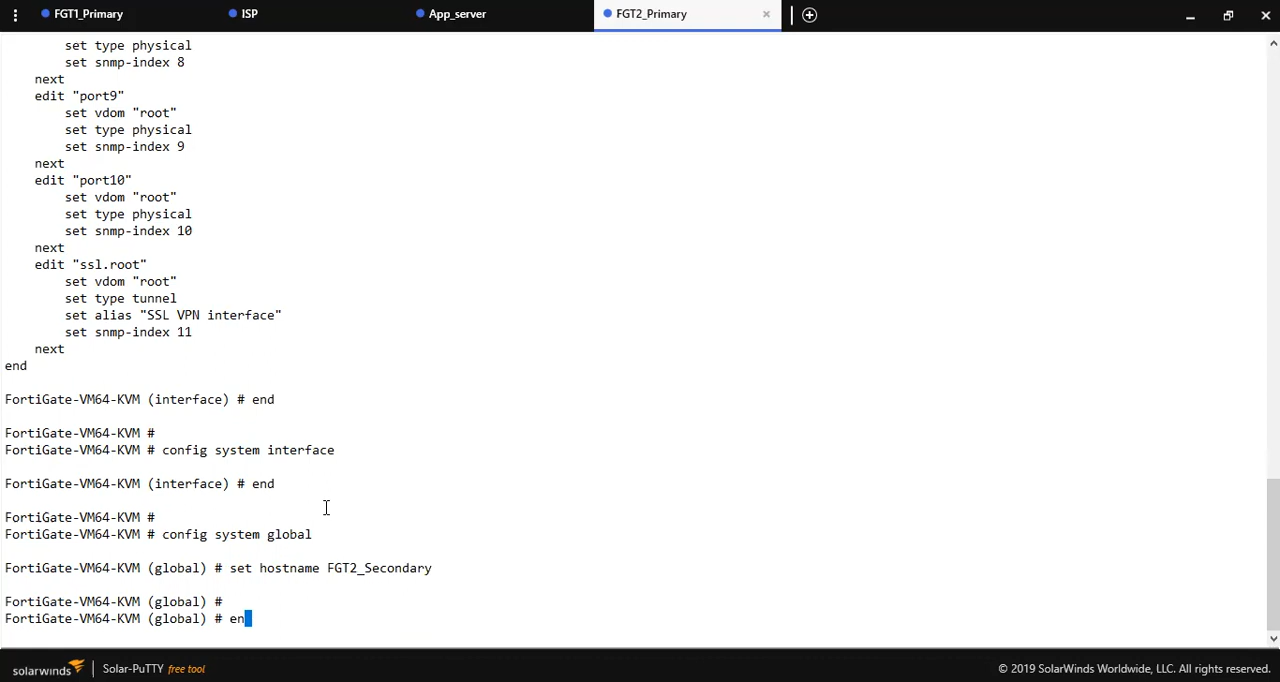 FGT1_Primary ISP App_server FGT2_Primary
set type physical
set snmp-index 8
next
edit "port9"
set vdom "root"
set type physical
set snmp-index 9
next
edit "port10"
set vdom "root"
set type physical
set snmp-index 10
next
edit "ssl.root"
set vdom "root"
set type tunnel
set alias "SSL VPN interface"
set snmp-index 11
next
end
FortiGate-VM64-KVM (interface) # end
FortiGate-VM64-KVM #
FortiGate-VM64-KVM # config system interface
FortiGate-VM64-KVM (interface) # end
FortiGate-VM64-KVM #
FortiGate-VM64-KVM # config system global
FortiGate-VM64-KVM (global) # set hostname FGT2_Secondary
FortiGate-VM64-KVM (global) #
FortiGate-VM64-KVM (global) # en
solarwinds Solar-PuTTY free tool © 2019 SolarWinds Worldwide, LLC. All rights reserved.